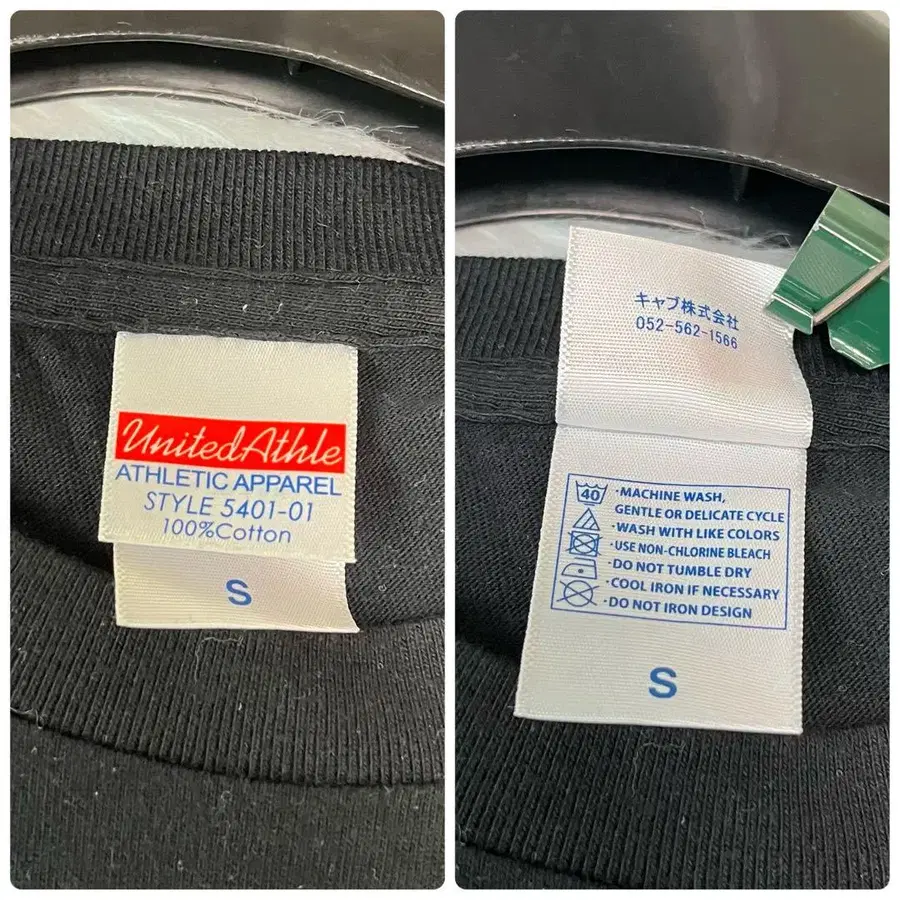 UnitedAthle
ATHLETIC APPAREL
STYLE 5401-01
100%Cotton
S
キャブ株式会社
052-562-1566
40
・MACHINE WASH,
GENTLE OR DELICATE CYCLE
・WASH WITH LIKE COLORS
・USE NON-CHLORINE BLEACH
・DO NOT TUMBLE DRY
・COOL IRON IF NECESSARY
・DO NOT IRON DESIGN
S